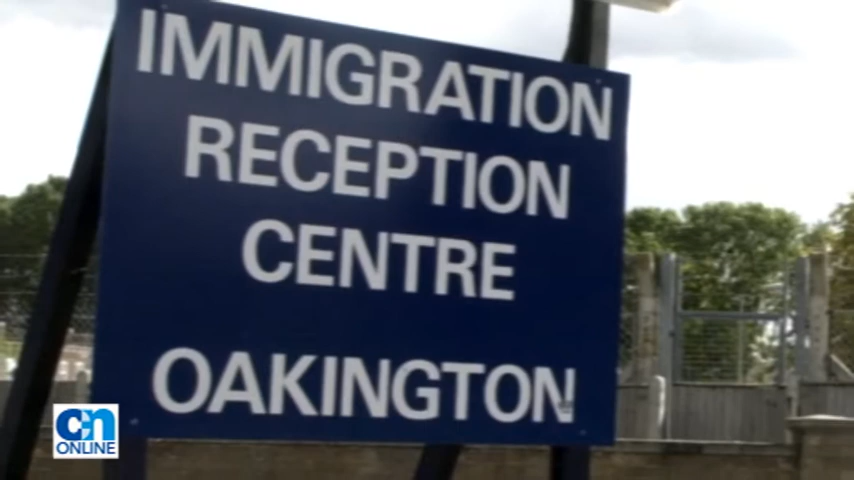 IMMIGRATION
RECEPTION
CENTRE
OAKINGTON
cn
ONLINE